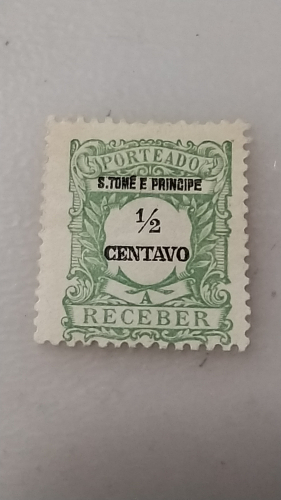 PORTEADO
S. TOMÉ E PRINCIPE
½
CENTAVO
A
RECEBER